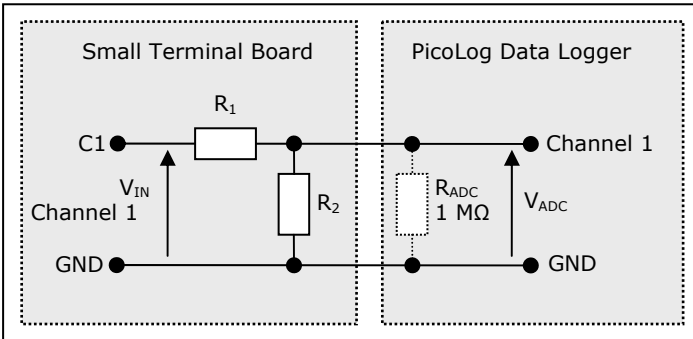 Small Terminal Board
PicoLog Data Logger
R1
C1
Channel 1
VIN
Channel 1
R2
RADC
1 MΩ
VADC
GND
GND